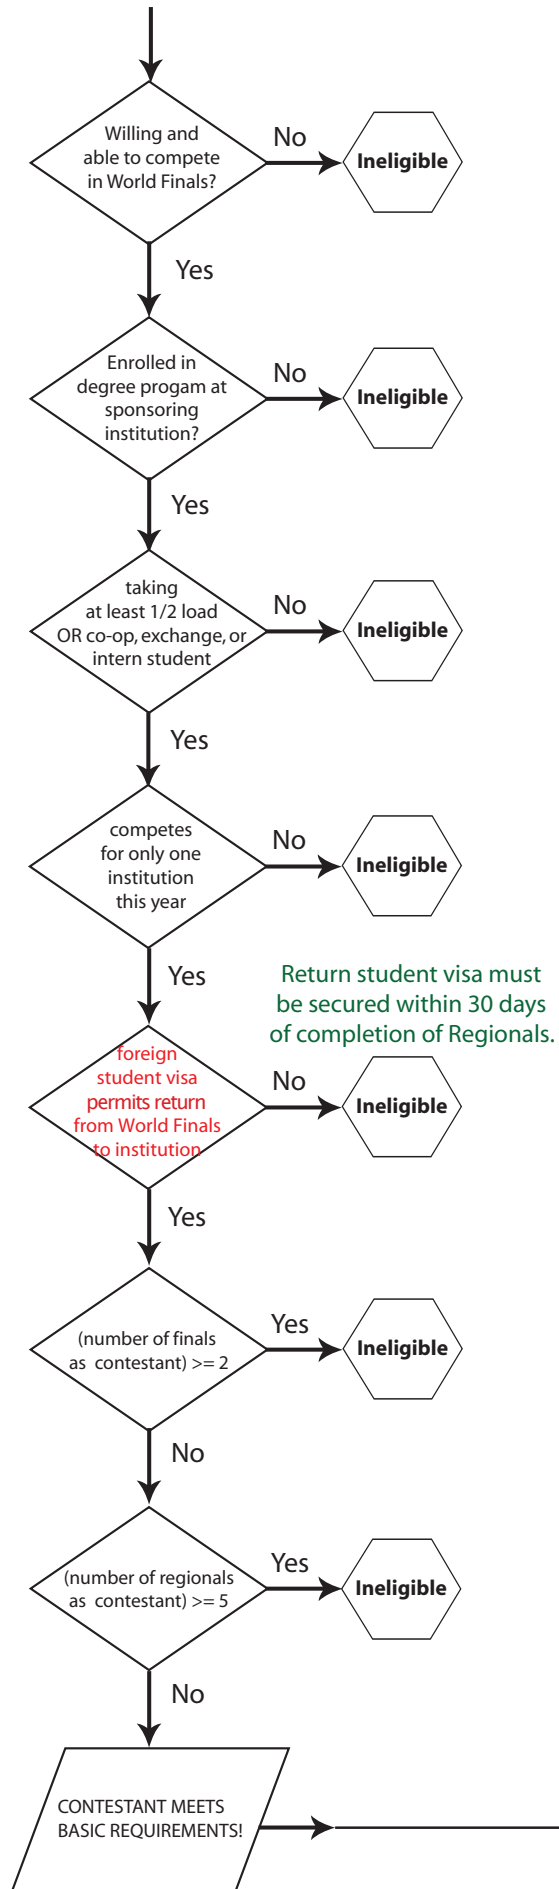 Willing and
able to compete
in World Finals?
No
Ineligible
Yes
Enrolled in
degree progam at
sponsoring
institution?
No
Ineligible
Yes
taking
at least 1/2 load
OR co-op, exchange, or
intern student
No
Ineligible
Yes
competes
for only one
institution
this year
No
Ineligible
Yes
Return student visa must
be secured within 30 days
of completion of Regionals.
foreign
student visa
permits return
from World Finals
to institution
No
Ineligible
Yes
(number of finals
as contestant) >= 2
Yes
Ineligible
No
(number of regionals
as contestant) >= 5
Yes
Ineligible
No
CONTESTANT MEETS
BASIC REQUIREMENTS!